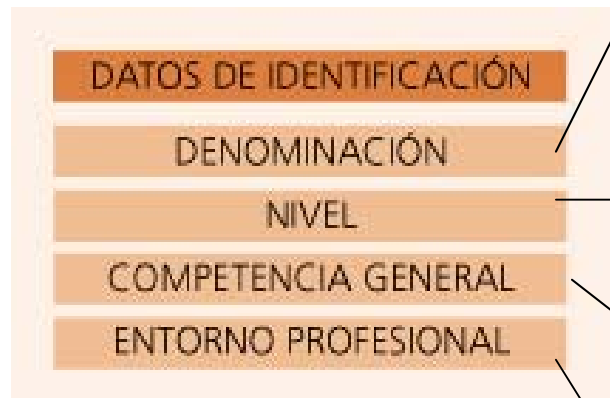 DATOS DE IDENTIFICACIÓN
DENOMINACIÓN
NIVEL
COMPETENCIA GENERAL
ENTORNO PROFESIONAL